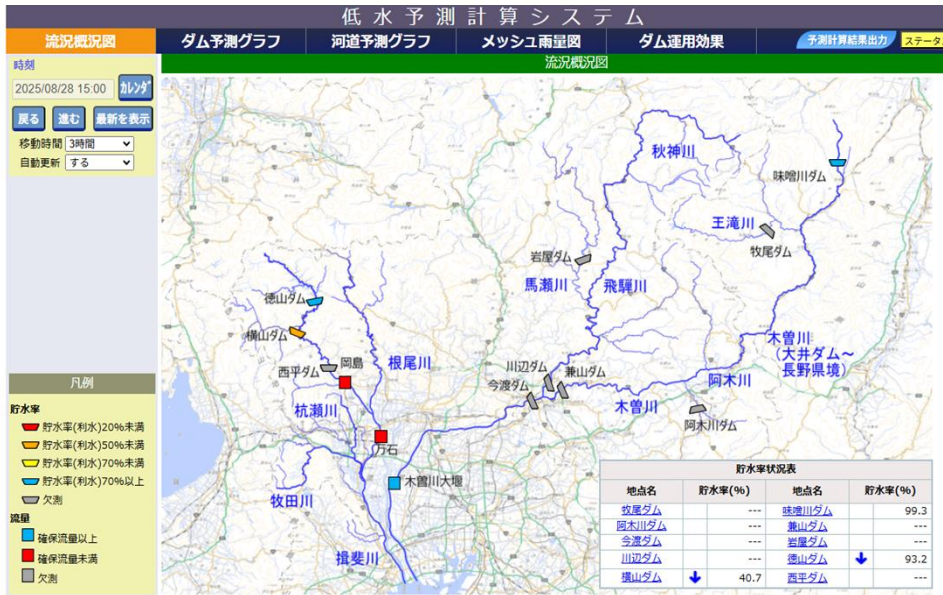 低水予測計算システム
流況概況図
ダム予測グラフ
河道予測グラフ
メッシュ雨量図
ダム運用効果
予測計算結果出力
ステータ
時刻
流況概況図
2025/08/28 15:00
カレンダ
戻る
進む
最新を表示
移動時間 3時間
自動更新 する
秋神川
味噌川ダム
王滝川
牧尾ダム
岩屋ダム
馬瀬川
飛騨川
徳山ダム
横山ダム
木曽川
(大井ダム～
長野県境)
西平ダム
岡島
根尾川
川辺ダム
兼山ダム
今渡ダム
阿木川
木曽川
杭瀬川
阿木川ダム
万石
木曽川大堰
牧田川
揖斐川
凡例
貯水率
貯水率(利水)20%未満
貯水率(利水)50%未満
貯水率(利水)70%未満
貯水率(利水)70%以上
欠測
流量
確保流量以上
確保流量未満
欠測
貯水率状況表
地点名 貯水率(%) 地点名 貯水率(%)
牧尾ダム --- 味噌川ダム 99.3
阿木川ダム --- 兼山ダム ---
今渡ダム --- 岩屋ダム ---
川辺ダム --- 徳山ダム 93.2
横山ダム 40.7 西平ダム ---